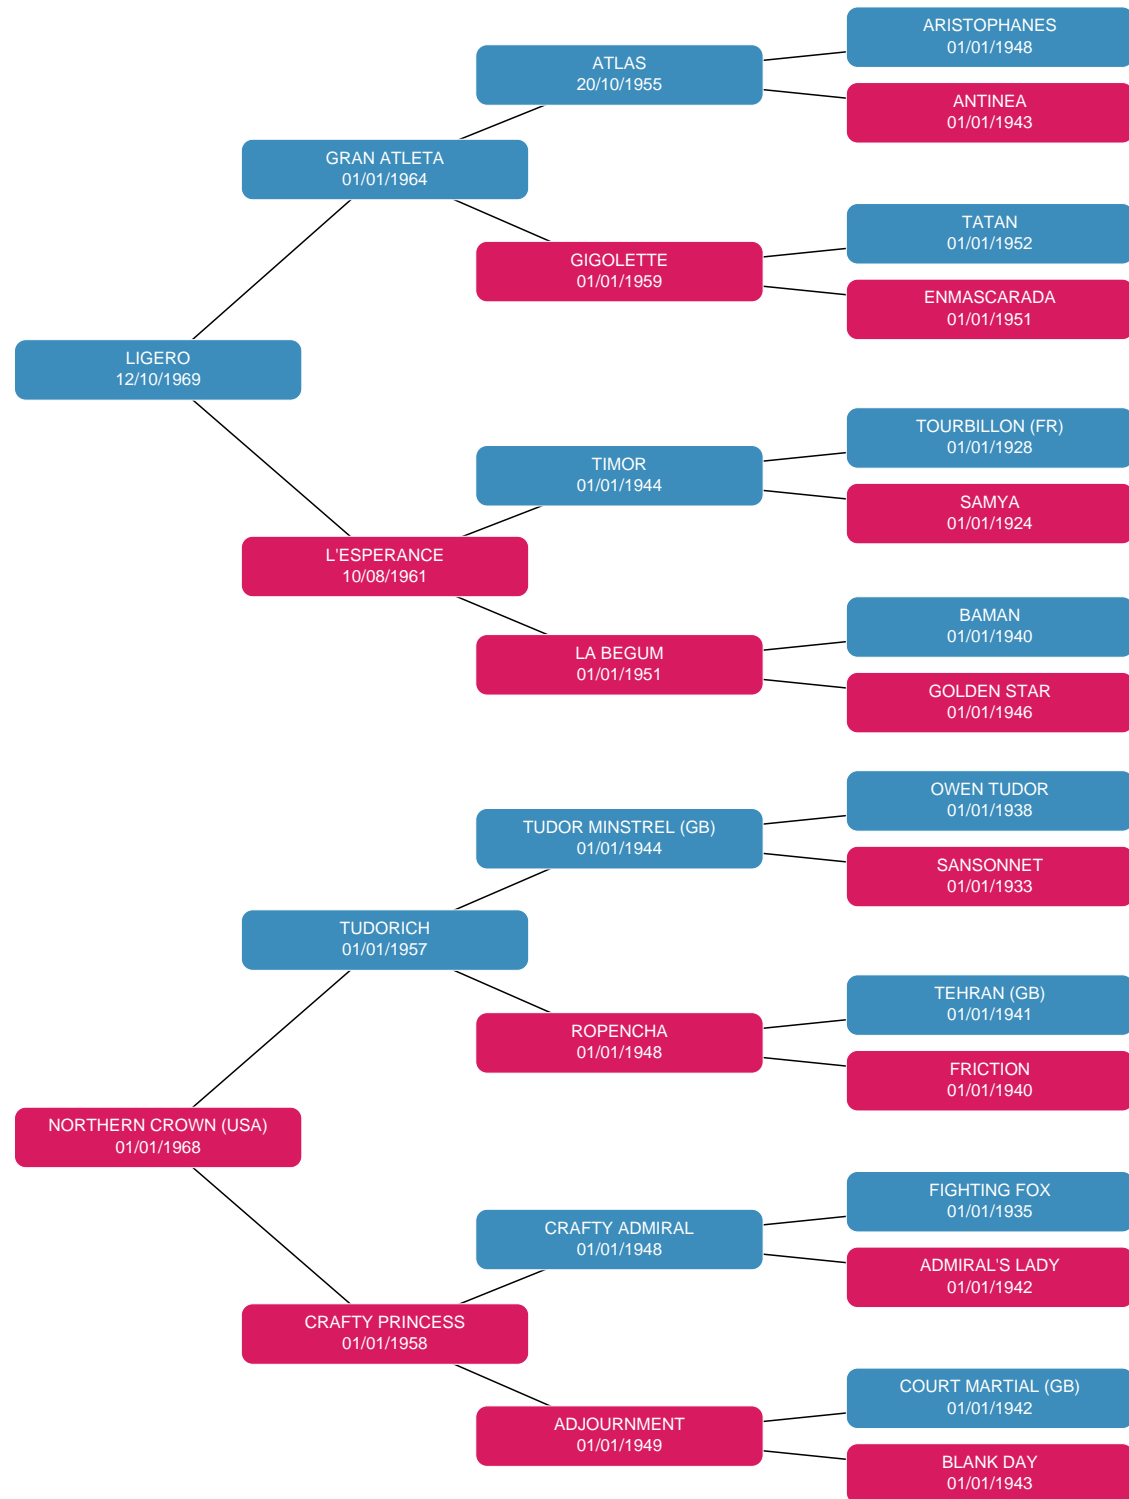 ARISTOPHANES
01/01/1948
ATLAS
20/10/1955
ANTINEA
01/01/1943
GRAN ATLETA
01/01/1964
TATAN
01/01/1952
GIGOLETTE
01/01/1959
ENMASCARADA
01/01/1951
LIGERO
12/10/1969
TOURBILLON (FR)
01/01/1928
TIMOR
01/01/1944
SAMYA
01/01/1924
L'ESPERANCE
10/08/1961
BAMAN
01/01/1940
LA BEGUM
01/01/1951
GOLDEN STAR
01/01/1946
OWEN TUDOR
01/01/1938
TUDOR MINSTREL (GB)
01/01/1944
SANSONNET
01/01/1933
TUDORICH
01/01/1957
TEHRAN (GB)
01/01/1941
ROPENCHA
01/01/1948
FRICTION
01/01/1940
NORTHERN CROWN (USA)
01/01/1968
FIGHTING FOX
01/01/1935
CRAFTY ADMIRAL
01/01/1948
ADMIRAL'S LADY
01/01/1942
CRAFTY PRINCESS
01/01/1958
COURT MARTIAL (GB)
01/01/1942
ADJOURNMENT
01/01/1949
BLANK DAY
01/01/1943